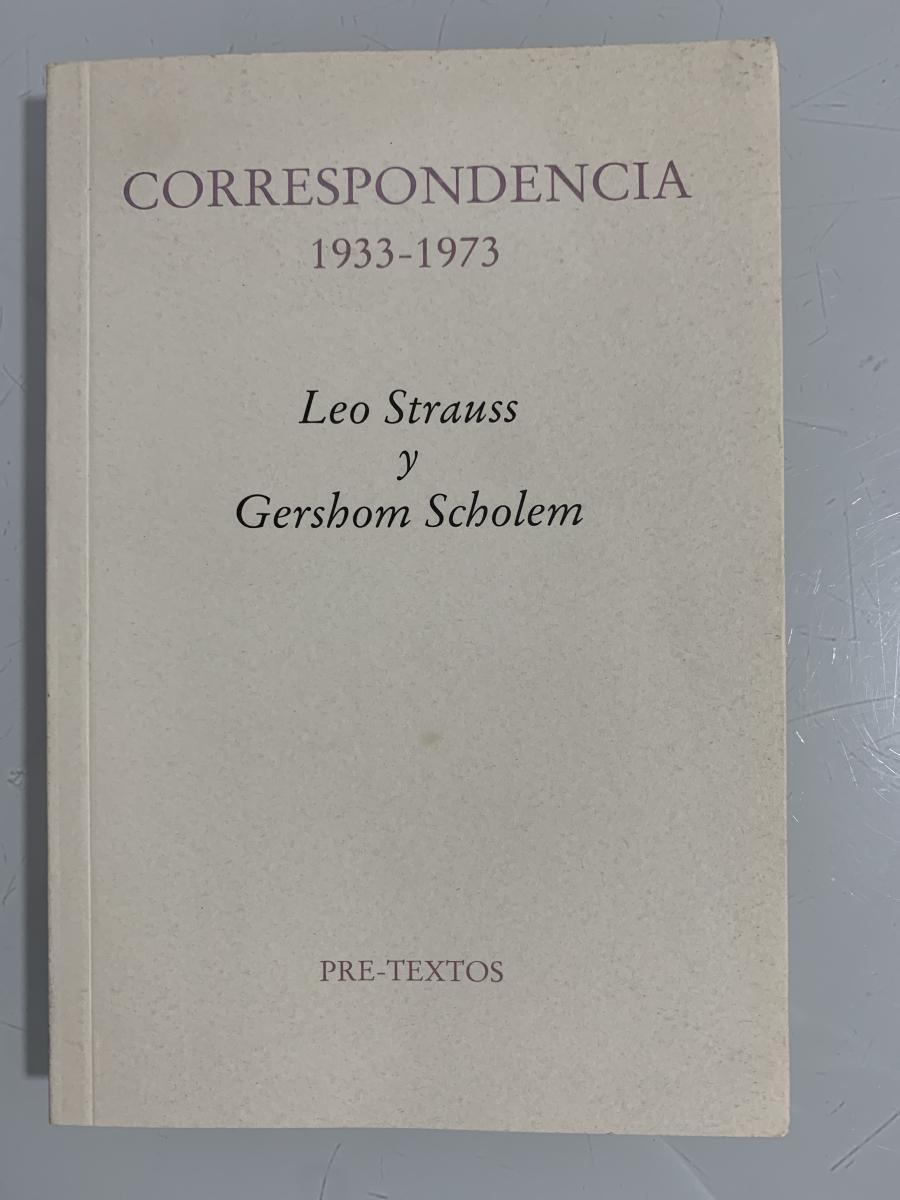 CORRESPONDENCIA
1933-1973
Leo Strauss
y
Gershom Scholem
PRE-TEXTOS